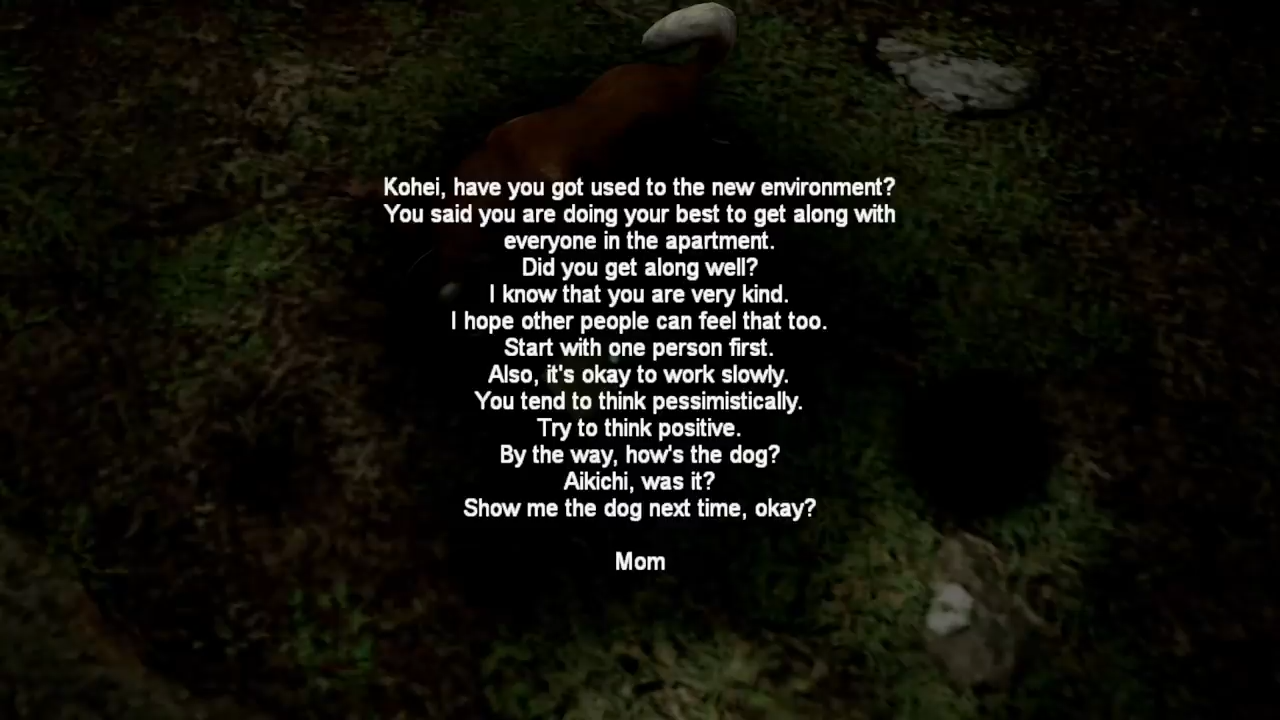 Kohei, have you got used to the new environment?
You said you are doing your best to get along with
everyone in the apartment.
Did you get along well?
I know that you are very kind.
I hope other people can feel that too.
Start with one person first.
Also, it's okay to work slowly.
You tend to think pessimistically.
Try to think positive.
By the way, how's the dog?
Aikichi, was it?
Show me the dog next time, okay?
Mom